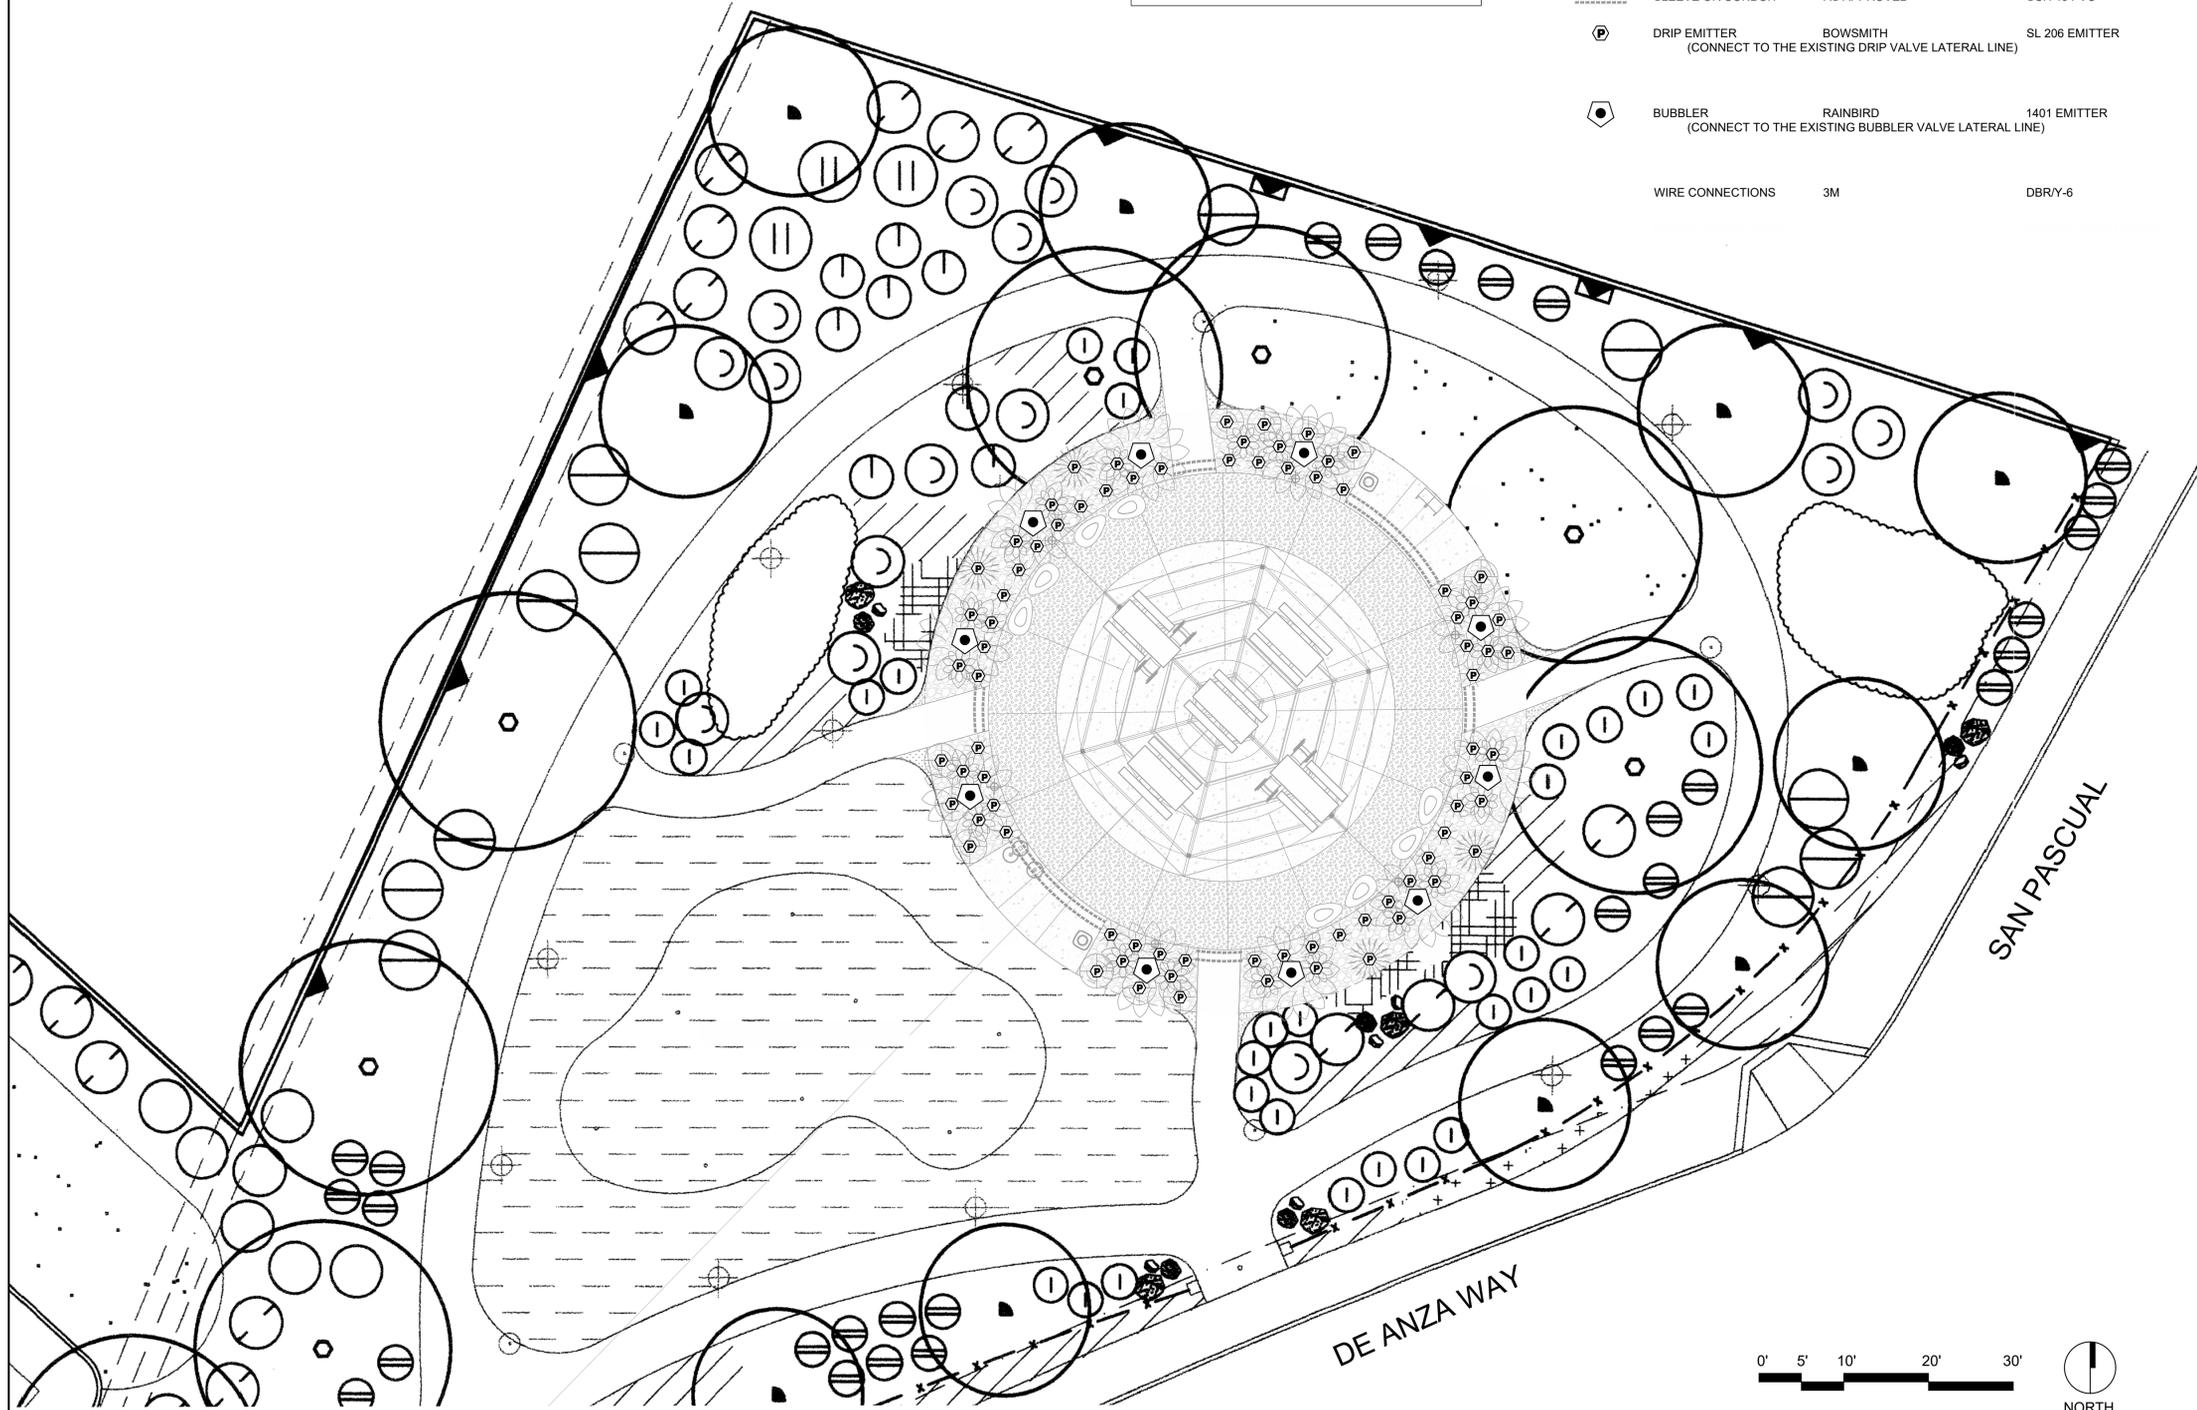 DRIP EMITTER BOWSMITH SL 206 EMITTER
(CONNECT TO THE EXISTING DRIP VALVE LATERAL LINE)
BUBBLER RAINBIRD 1401 EMITTER
(CONNECT TO THE EXISTING BUBBLER VALVE LATERAL LINE)
WIRE CONNECTIONS 3M DBR/Y-6
SAN PASCUAL
DE ANZA WAY
0' 5' 10' 20' 30'
NORTH